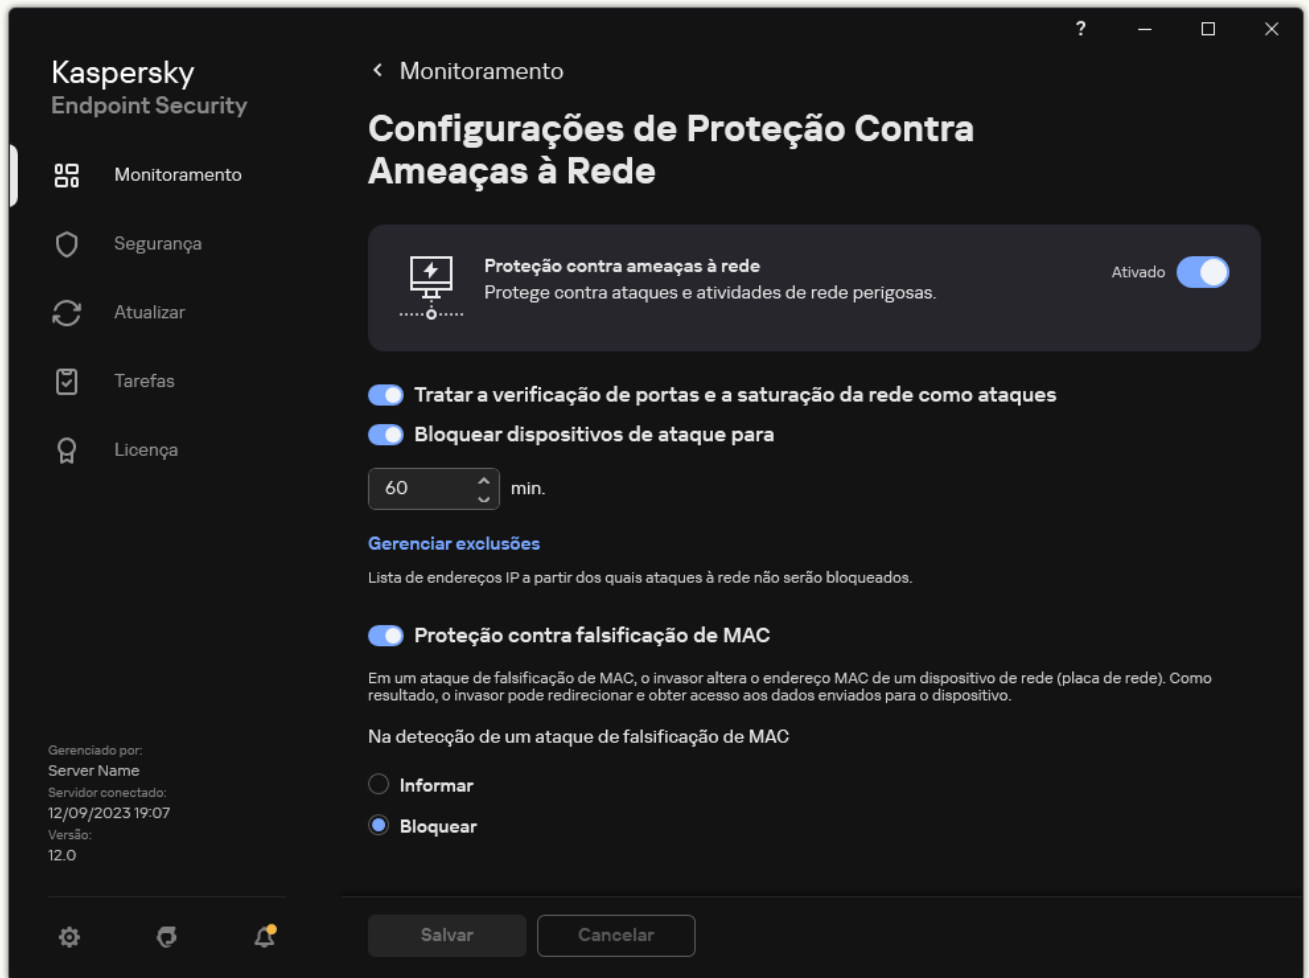 ?
Kaspersky
Endpoint Security
Monitoramento
Segurança
Atualizar
Tarefas
Licença
Gerenciado por:
Server Name
Servidor conectado:
12/09/2023 19:07
Versão:
12.0
Monitoramento
Configurações de Proteção Contra
Ameaças à Rede
Proteção contra ameaças à rede
Protege contra ataques e atividades de rede perigosas.
Ativado
Tratar a verificação de portas e a saturação da rede como ataques
Bloquear dispositivos de ataque para
60 min.
Gerenciar exclusões
Lista de endereços IP a partir dos quais ataques à rede não serão bloqueados.
Proteção contra falsificação de MAC
Em um ataque de falsificação de MAC, o invasor altera o endereço MAC de um dispositivo de rede (placa de rede). Como
resultado, o invasor pode redirecionar e obter acesso aos dados enviados para o dispositivo.
Na detecção de um ataque de falsificação de MAC
Informar
Bloquear
Salvar
Cancelar